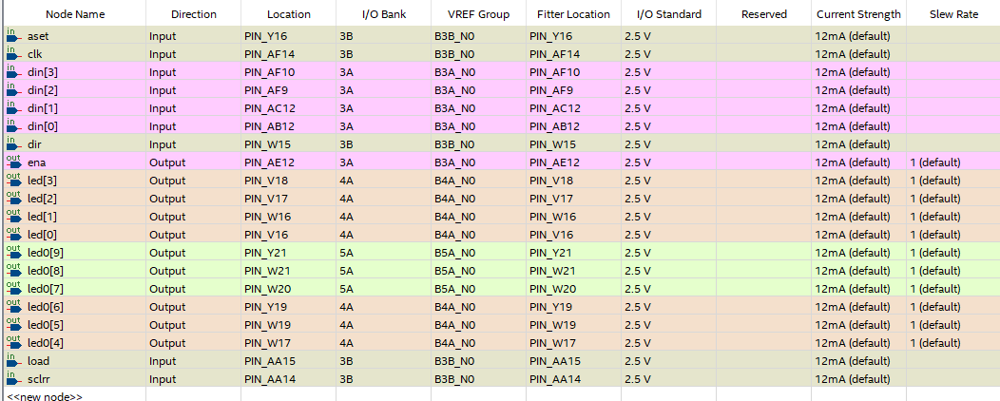 Node Name Direction Location I/O Bank VREF Group Fitter Location I/O Standard Reserved Current Strength Slew Rate
in aset Input PIN_Y16 3B B3B_N0 PIN_Y16 2.5 V 12mA (default)
in clk Input PIN_AF14 3B B3B_N0 PIN_AF14 2.5 V 12mA (default)
in din[3] Input PIN_AF10 3A B3A_N0 PIN_AF10 2.5 V 12mA (default)
in din[2] Input PIN_AF9 3A B3A_N0 PIN_AF9 2.5 V 12mA (default)
in din[1] Input PIN_AC12 3A B3A_N0 PIN_AC12 2.5 V 12mA (default)
in din[0] Input PIN_AB12 3A B3A_N0 PIN_AB12 2.5 V 12mA (default)
in dir Input PIN_W15 3B B3B_N0 PIN_W15 2.5 V 12mA (default)
out ena Output PIN_AE12 3A B3A_N0 PIN_AE12 2.5 V 12mA (default) 1 (default)
out led[3] Output PIN_V18 4A B4A_N0 PIN_V18 2.5 V 12mA (default) 1 (default)
out led[2] Output PIN_V17 4A B4A_N0 PIN_V17 2.5 V 12mA (default) 1 (default)
out led[1] Output PIN_W16 4A B4A_N0 PIN_W16 2.5 V 12mA (default) 1 (default)
out led[0] Output PIN_V16 4A B4A_N0 PIN_V16 2.5 V 12mA (default) 1 (default)
out led0[9] Output PIN_Y21 5A B5A_N0 PIN_Y21 2.5 V 12mA (default) 1 (default)
out led0[8] Output PIN_W21 5A B5A_N0 PIN_W21 2.5 V 12mA (default) 1 (default)
out led0[7] Output PIN_W20 5A B5A_N0 PIN_W20 2.5 V 12mA (default) 1 (default)
out led0[6] Output PIN_Y19 4A B4A_N0 PIN_Y19 2.5 V 12mA (default) 1 (default)
out led0[5] Output PIN_W19 4A B4A_N0 PIN_W19 2.5 V 12mA (default) 1 (default)
out led0[4] Output PIN_W17 4A B4A_N0 PIN_W17 2.5 V 12mA (default) 1 (default)
in load Input PIN_AA15 3B B3B_N0 PIN_AA15 2.5 V 12mA (default)
in sclrr Input PIN_AA14 3B B3B_N0 PIN_AA14 2.5 V 12mA (default)
<<new node>>